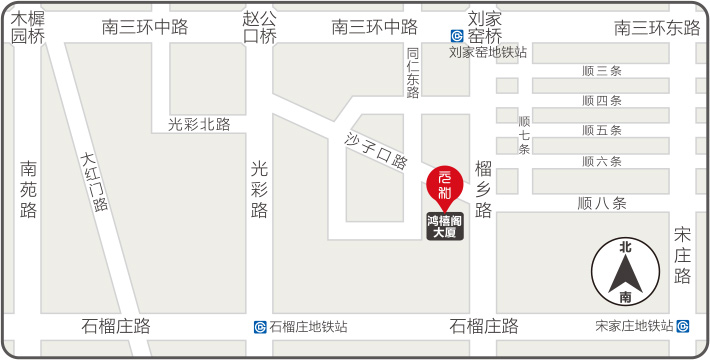 木樨
园桥
南三环中路
赵公
口桥
南三环中路
刘家
窑桥
南三环东路
刘家窑地铁站
同仁东路
顺三条
顺四条
顺五条
顺六条
顺七条
顺八条
光彩北路
沙子口路
大红门路
南苑路
光彩路
榴乡路
元和
鸿禧阁
大厦
宋庄路
北
南
石榴庄路
石榴庄地铁站
石榴庄路
宋家庄地铁站